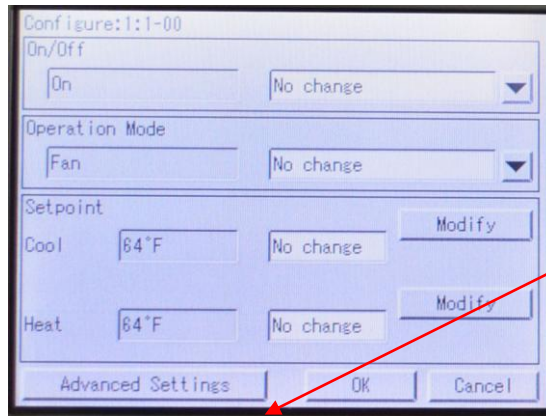 Configure:1:1-00
On/Off
On No change
Operation Mode
Fan No change
Setpoint
Modify
Cool 64°F No change
Modify
Heat 64°F No change
Advanced Settings OK Cancel